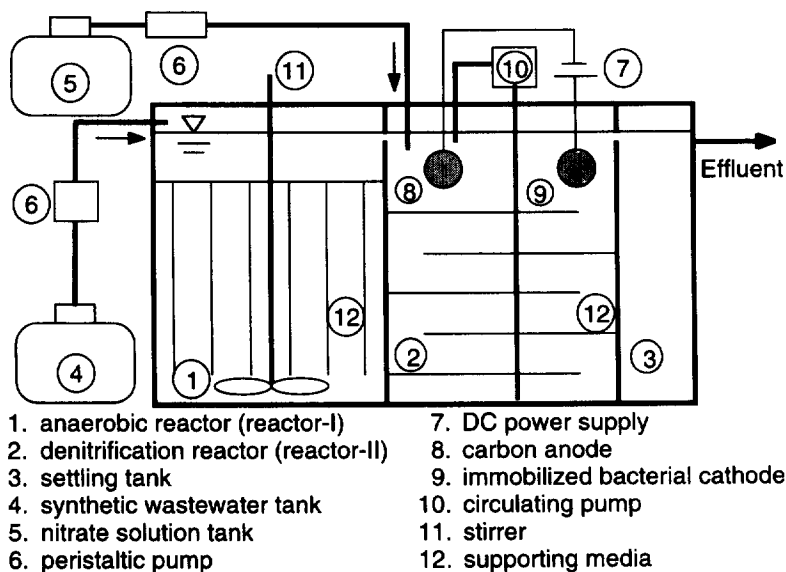 5
6
11
10
7
8
9
Effluent
6
12
12
4
1
2
3
1. anaerobic reactor (reactor-I)
2. denitrification reactor (reactor-II)
3. settling tank
4. synthetic wastewater tank
5. nitrate solution tank
6. peristaltic pump
7. DC power supply
8. carbon anode
9. immobilized bacterial cathode
10. circulating pump
11. stirrer
12. supporting media